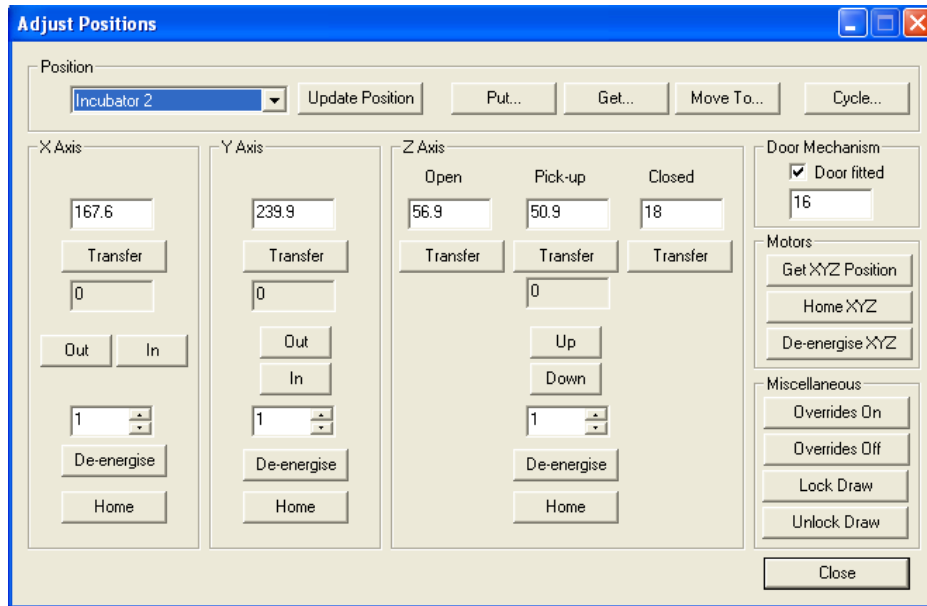 Adjust Positions
Position
Incubator 2
Update Position
Put...
Get...
Move To...
Cycle...
X Axis
167.6
Transfer
0
Out
In
1
De-energise
Home
Y Axis
239.9
Transfer
0
Out
In
1
De-energise
Home
Z Axis
Open
Pick-up
Closed
56.9
50.9
18
Transfer
Transfer
Transfer
0
Up
Down
1
De-energise
Home
Door Mechanism
Door fitted
16
Motors
Get XYZ Position
Home XYZ
De-energise XYZ
Miscellaneous
Overrides On
Overrides Off
Lock Draw
Unlock Draw
Close